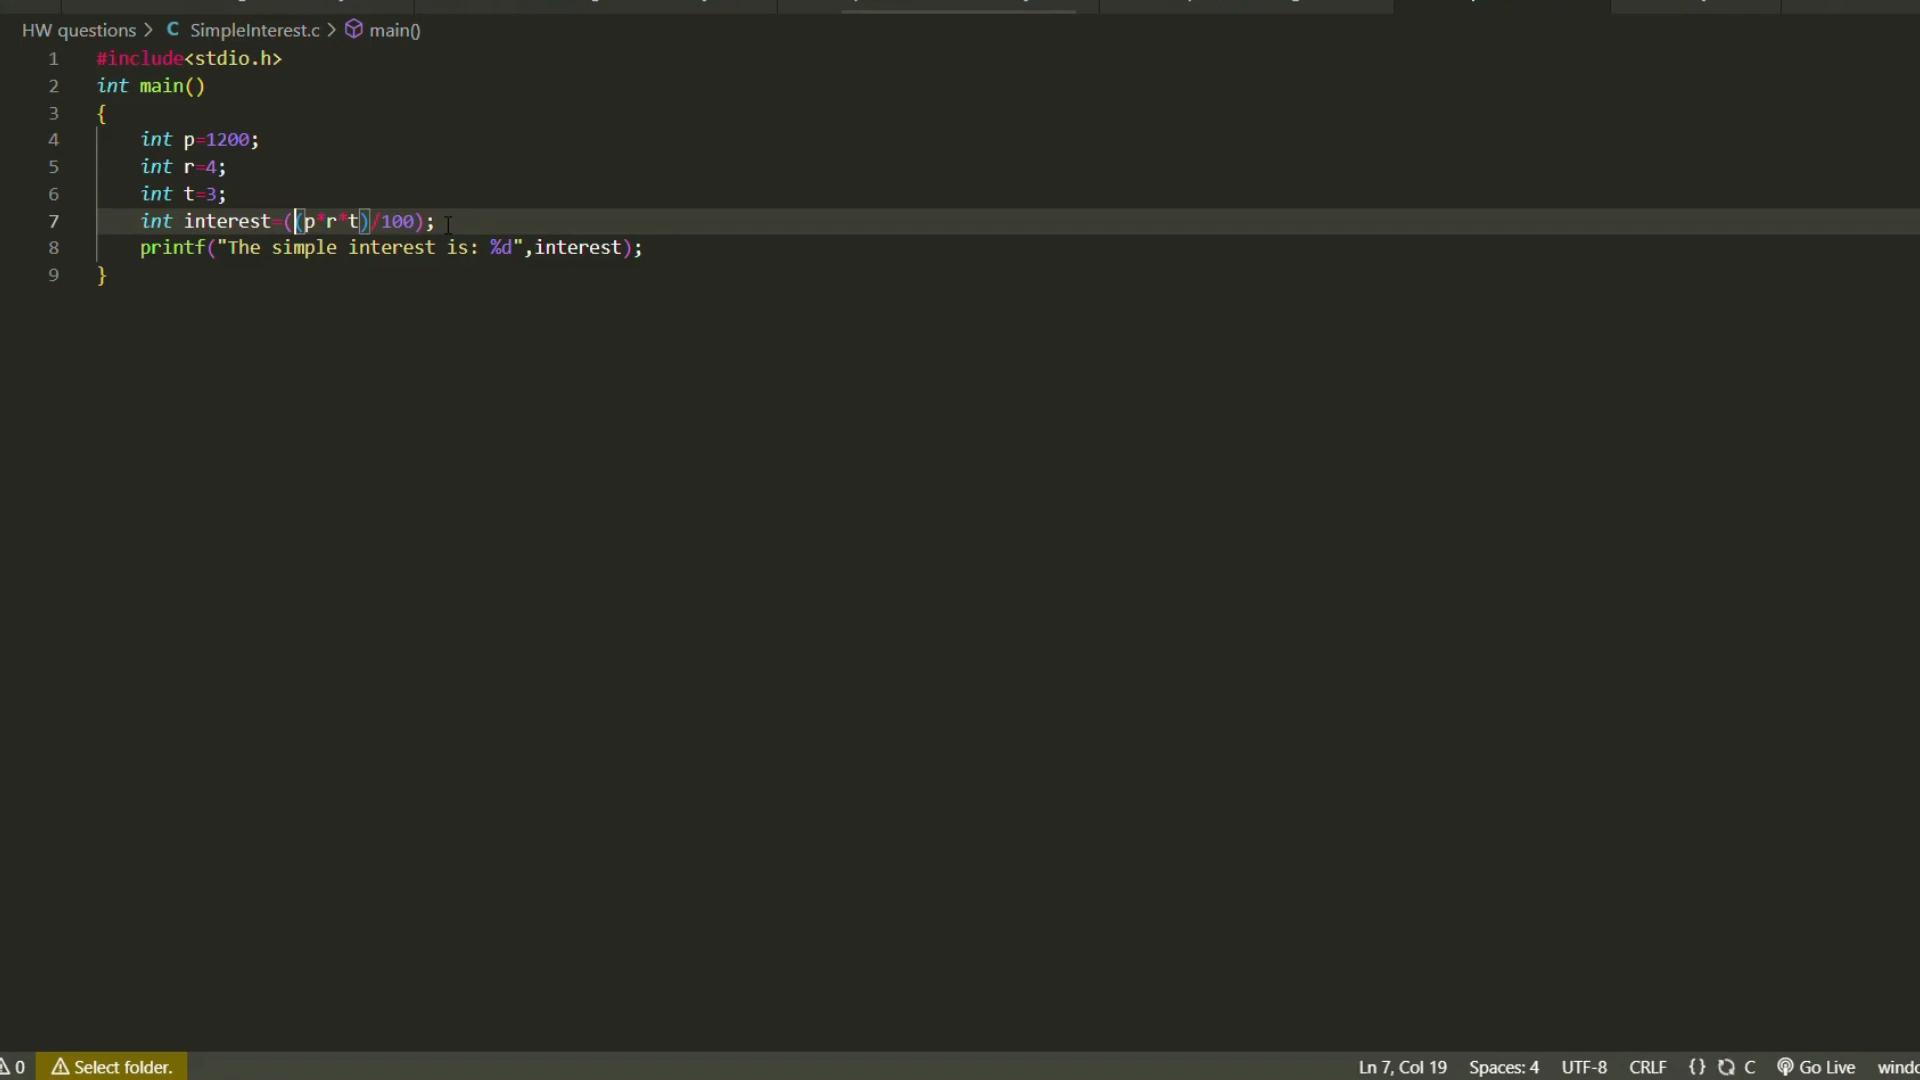 HW questions > C SimpleInterest.c > main()
1 #include<stdio.h>
2 int main()
3 {
4 int p=1200;
5 int r=4;
6 int t=3;
7 int interest=((p*r*t)/100);
8 printf("The simple interest is: %d",interest);
9 }
0 Select folder. Ln 7, Col 19 Spaces: 4 UTF-8 CRLF {} C Go Live